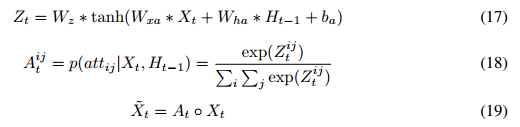 Z_t = W_z * tanh(W_{xa} * X_t + W_{ha} * H_{t−1} + b_a) (17)
A_t^{ij} = p(att_{ij}|X_t, H_{t−1}) = \frac{exp(Z_t^{ij})}{∑_i ∑_j exp(Z_t^{ij})} (18)
X̃_t = A_t ∘ X_t (19)